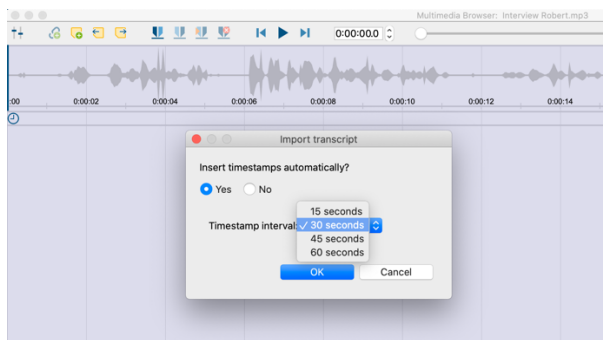 Multimedia Browser: Interview Robert.mp3
0:00:00.0
:00 0:00:02 0:00:04 0:00:06 0:00:08 0:00:10 0:00:12 0:00:14
Import transcript
Insert timestamps automatically?
Yes No
15 seconds
Timestamp interval: ✓ 30 seconds
45 seconds
60 seconds
OK Cancel